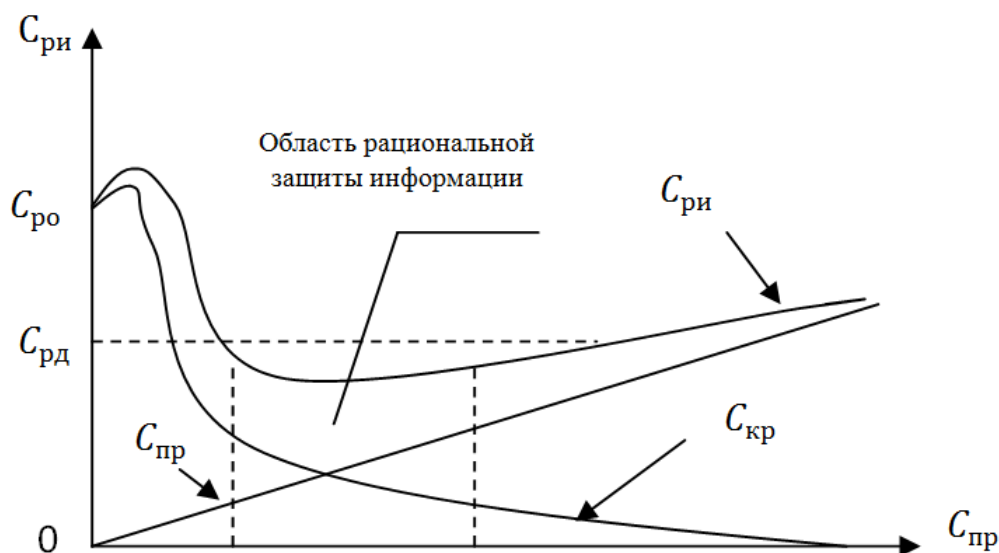 Cри
Область рациональной
защиты информации
Cри
Cро
Cрд
Cпр
Cкр
0
Cпр